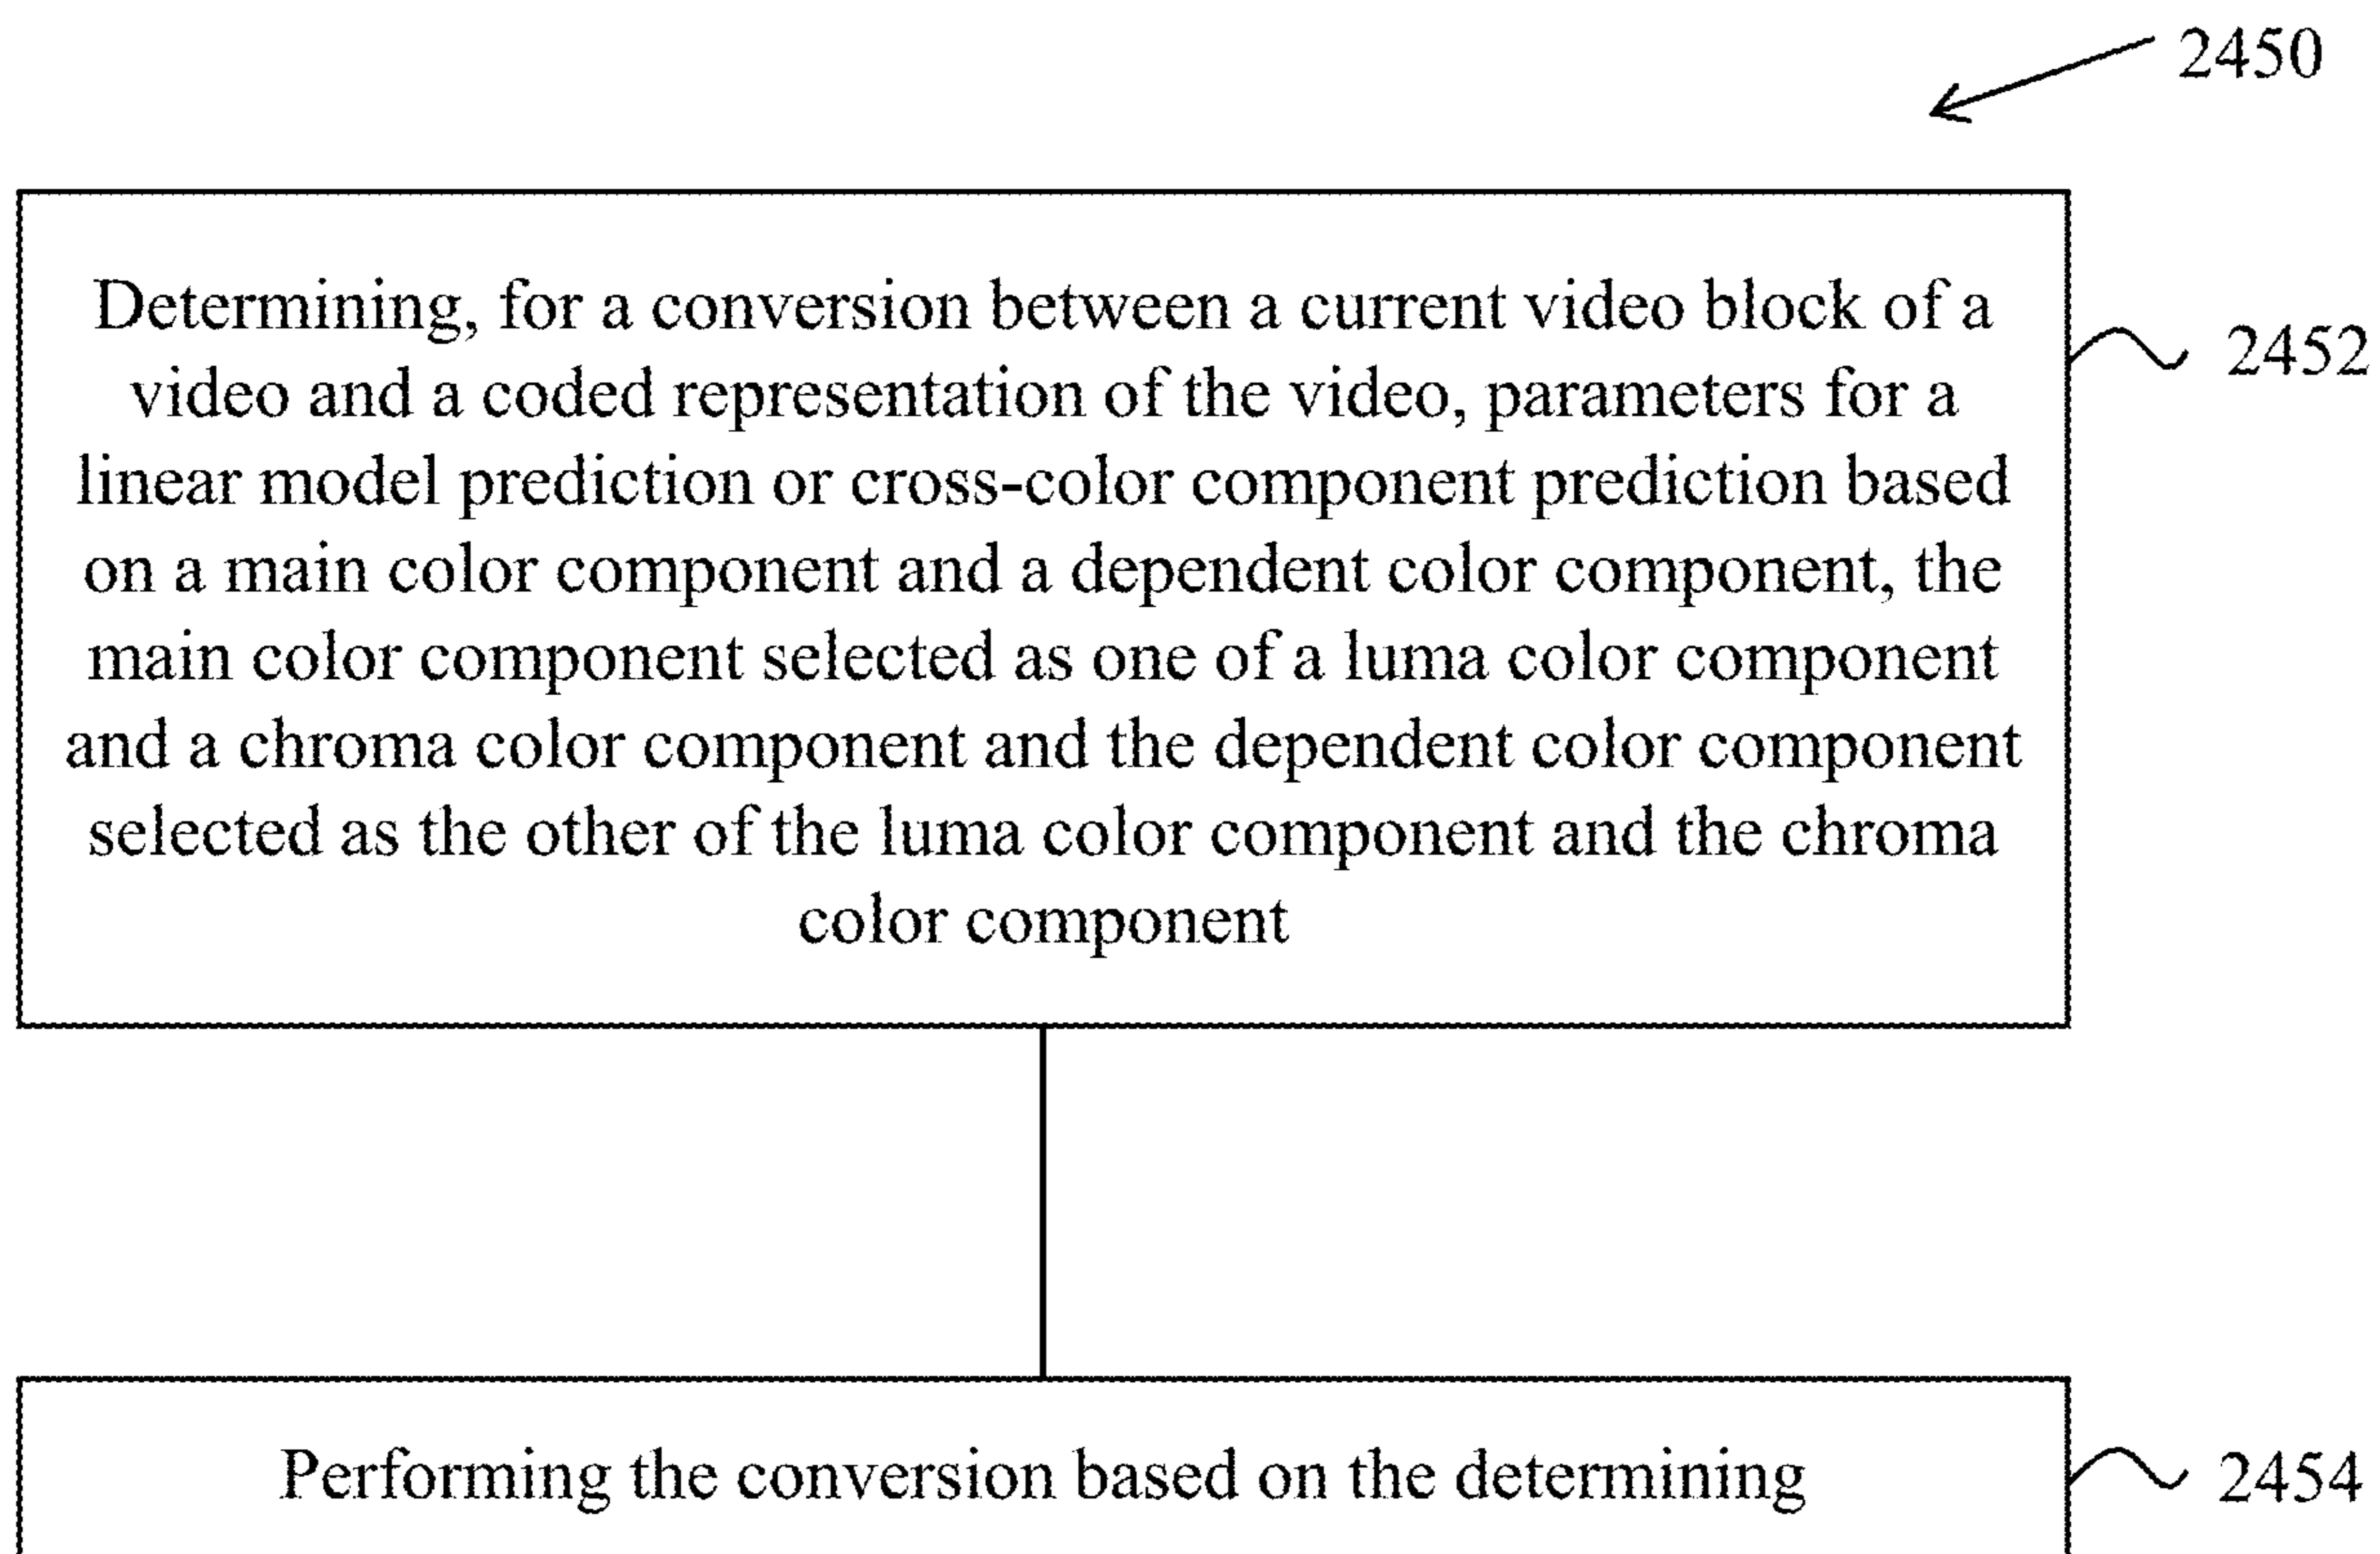 2450
Determining, for a conversion between a current video block of a
video and a coded representation of the video, parameters for a
linear model prediction or cross-color component prediction based
on a main color component and a dependent color component, the
main color component selected as one of a luma color component
and a chroma color component and the dependent color component
selected as the other of the luma color component and the chroma
color component
2452
Performing the conversion based on the determining
2454